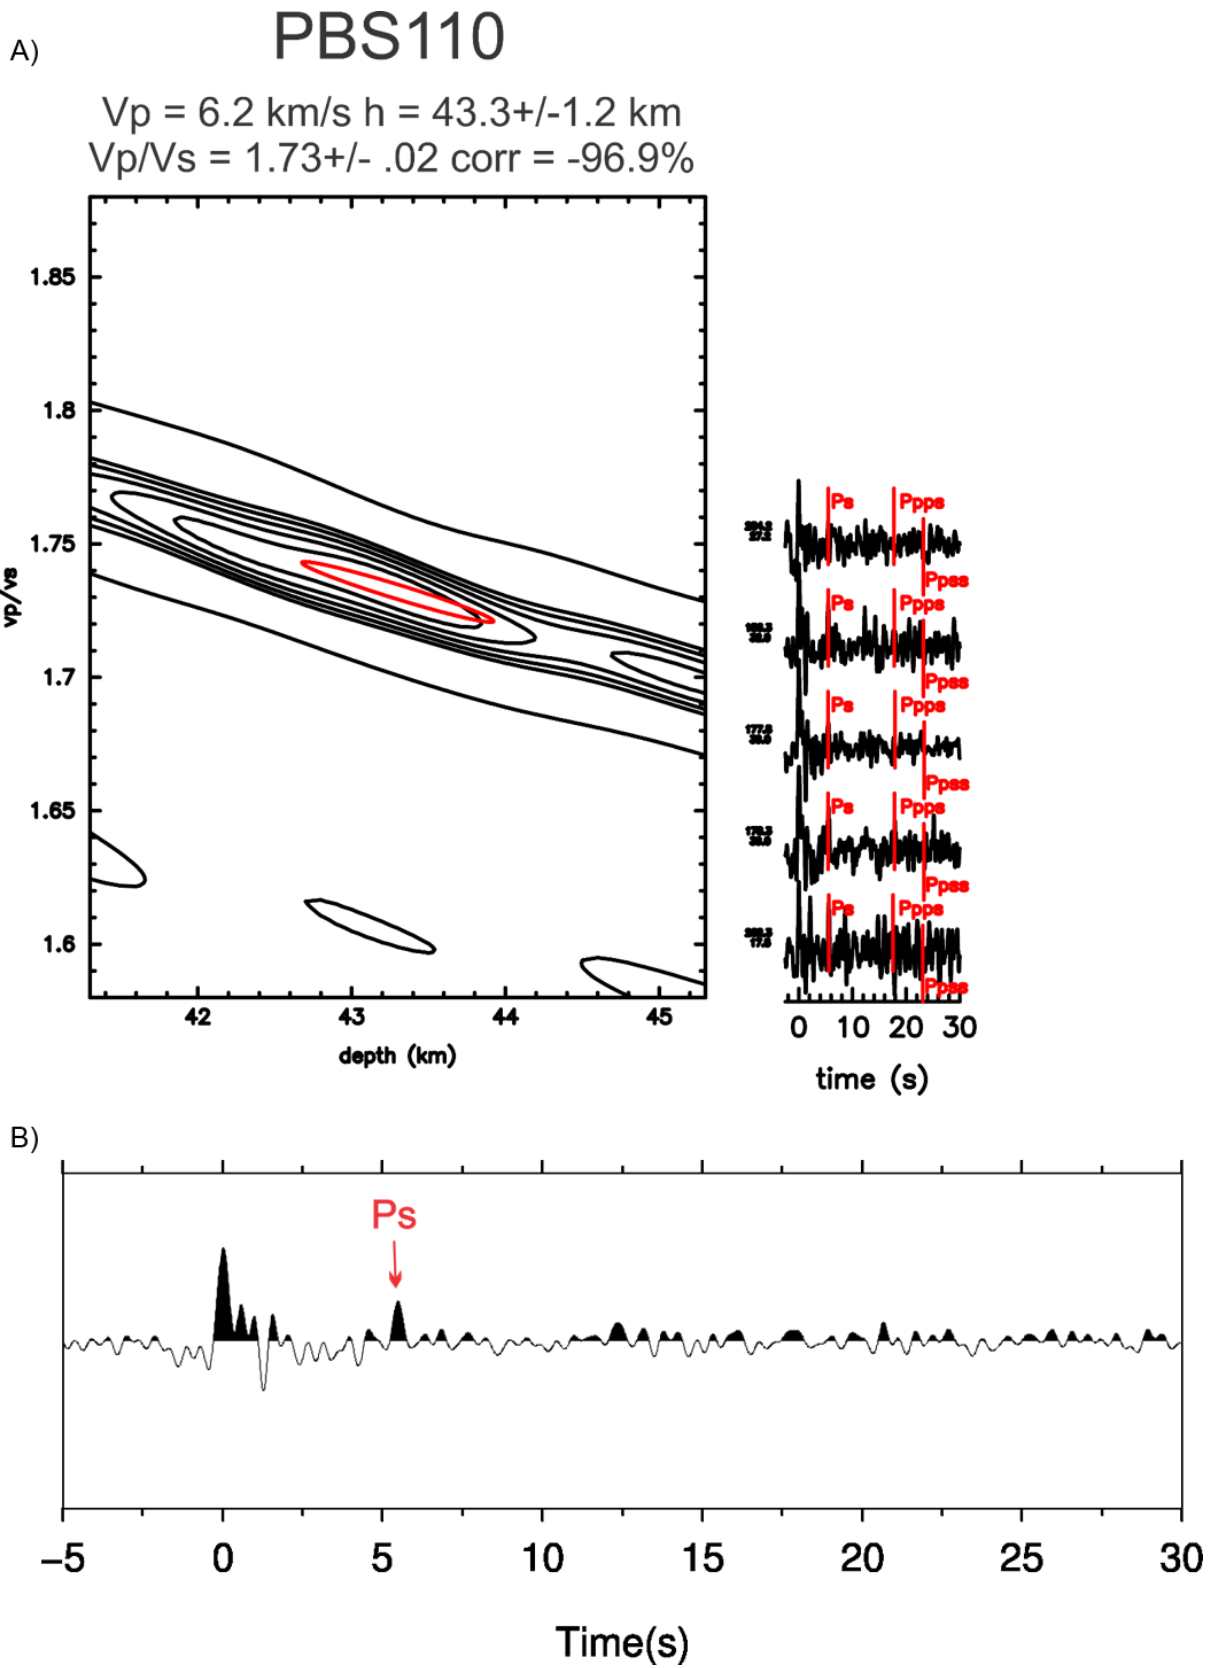 A)
PBS110
Vp = 6.2 km/s h = 43.3+/-1.2 km
Vp/Vs = 1.73+/- .02 corr = -96.9%
1.85
1.8
1.75
1.7
1.65
1.6
vp/vs
42 43 44 45
depth (km)
Ps Ppps
Ppss
Ps Ppps
Ppss
Ps Ppps
Ppss
Ps Ppps
Ppss
Ps Ppps
Ppss
0 10 20 30
time (s)
B)
Ps
−5 0 5 10 15 20 25 30
Time(s)